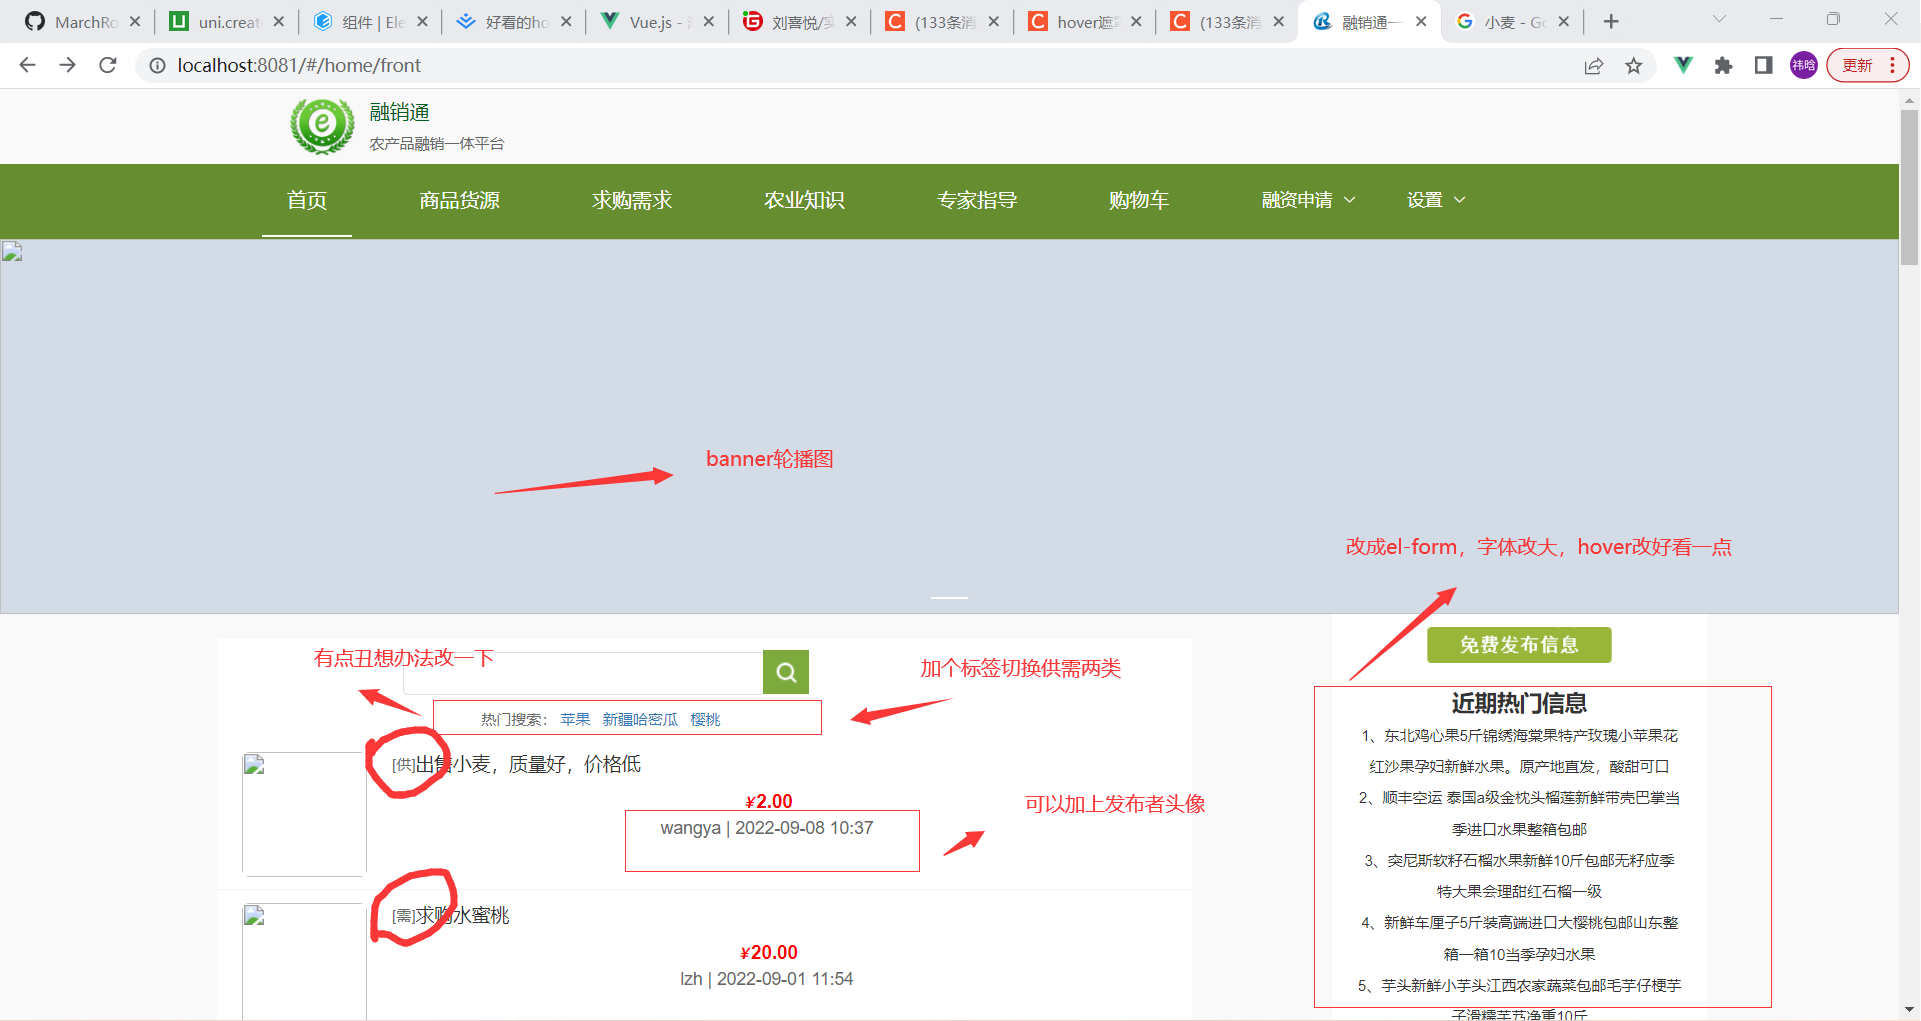 MarchRo
uni.creat
组件 | Ele
好看的ho
Vue.js -
刘喜悦/实
(133条消
hover遮罩
(133条消
融销通一
小麦 - Go
localhost:8081/#/home/front
祎晗
更新
融销通
农产品融销一体平台
首页 商品货源 求购需求 农业知识 专家指导 购物车 融资申请 设置
banner轮播图
改成el-form，字体改大，hover改好看一点
免费发布信息
有点丑想办法改一下
加个标签切换供需两类
热门搜索： 苹果 新疆哈密瓜 樱桃
[供]出售小麦，质量好，价格低
¥2.00
wangya | 2022-09-08 10:37
可以加上发布者头像
[需]求购水蜜桃
¥20.00
lzh | 2022-09-01 11:54
近期热门信息
1、东北鸡心果5斤锦绣海棠果特产玫瑰小苹果花
红沙果孕妇新鲜水果。原产地直发，酸甜可口
2、顺丰空运 泰国a级金枕头榴莲新鲜带壳巴掌当
季进口水果整箱包邮
3、突尼斯软籽石榴水果新鲜10斤包邮无籽应季
特大果会理甜红石榴一级
4、新鲜车厘子5斤装高端进口大樱桃包邮山东整
箱一箱10当季孕妇水果
5、芋头新鲜小芋头江西农家蔬菜包邮毛芋仔梗芋
子滑糯芋艿净重10斤